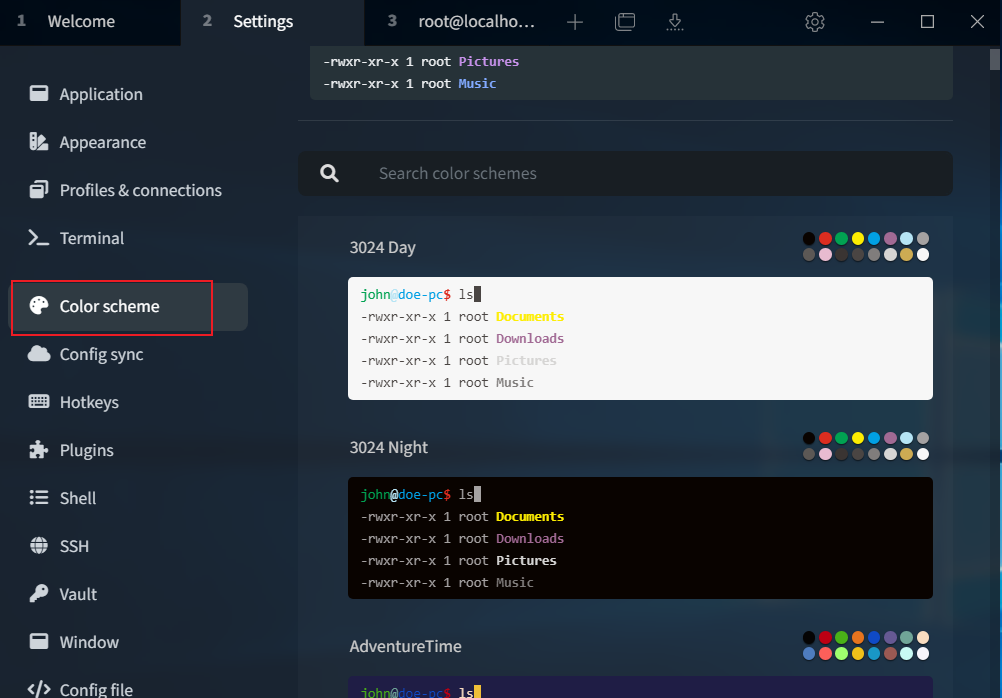 1 Welcome 2 Settings 3 root@localho…
Application
Appearance
Profiles & connections
Terminal
Color scheme
Config sync
Hotkeys
Plugins
Shell
SSH
Vault
Window
Config file
-rwxr-xr-x 1 root Pictures
-rwxr-xr-x 1 root Music
Search color schemes
3024 Day
john@doe-pc$ ls
-rwxr-xr-x 1 root Documents
-rwxr-xr-x 1 root Downloads
-rwxr-xr-x 1 root Pictures
-rwxr-xr-x 1 root Music
3024 Night
john@doe-pc$ ls
-rwxr-xr-x 1 root Documents
-rwxr-xr-x 1 root Downloads
-rwxr-xr-x 1 root Pictures
-rwxr-xr-x 1 root Music
AdventureTime
john@doe-pc$ ls